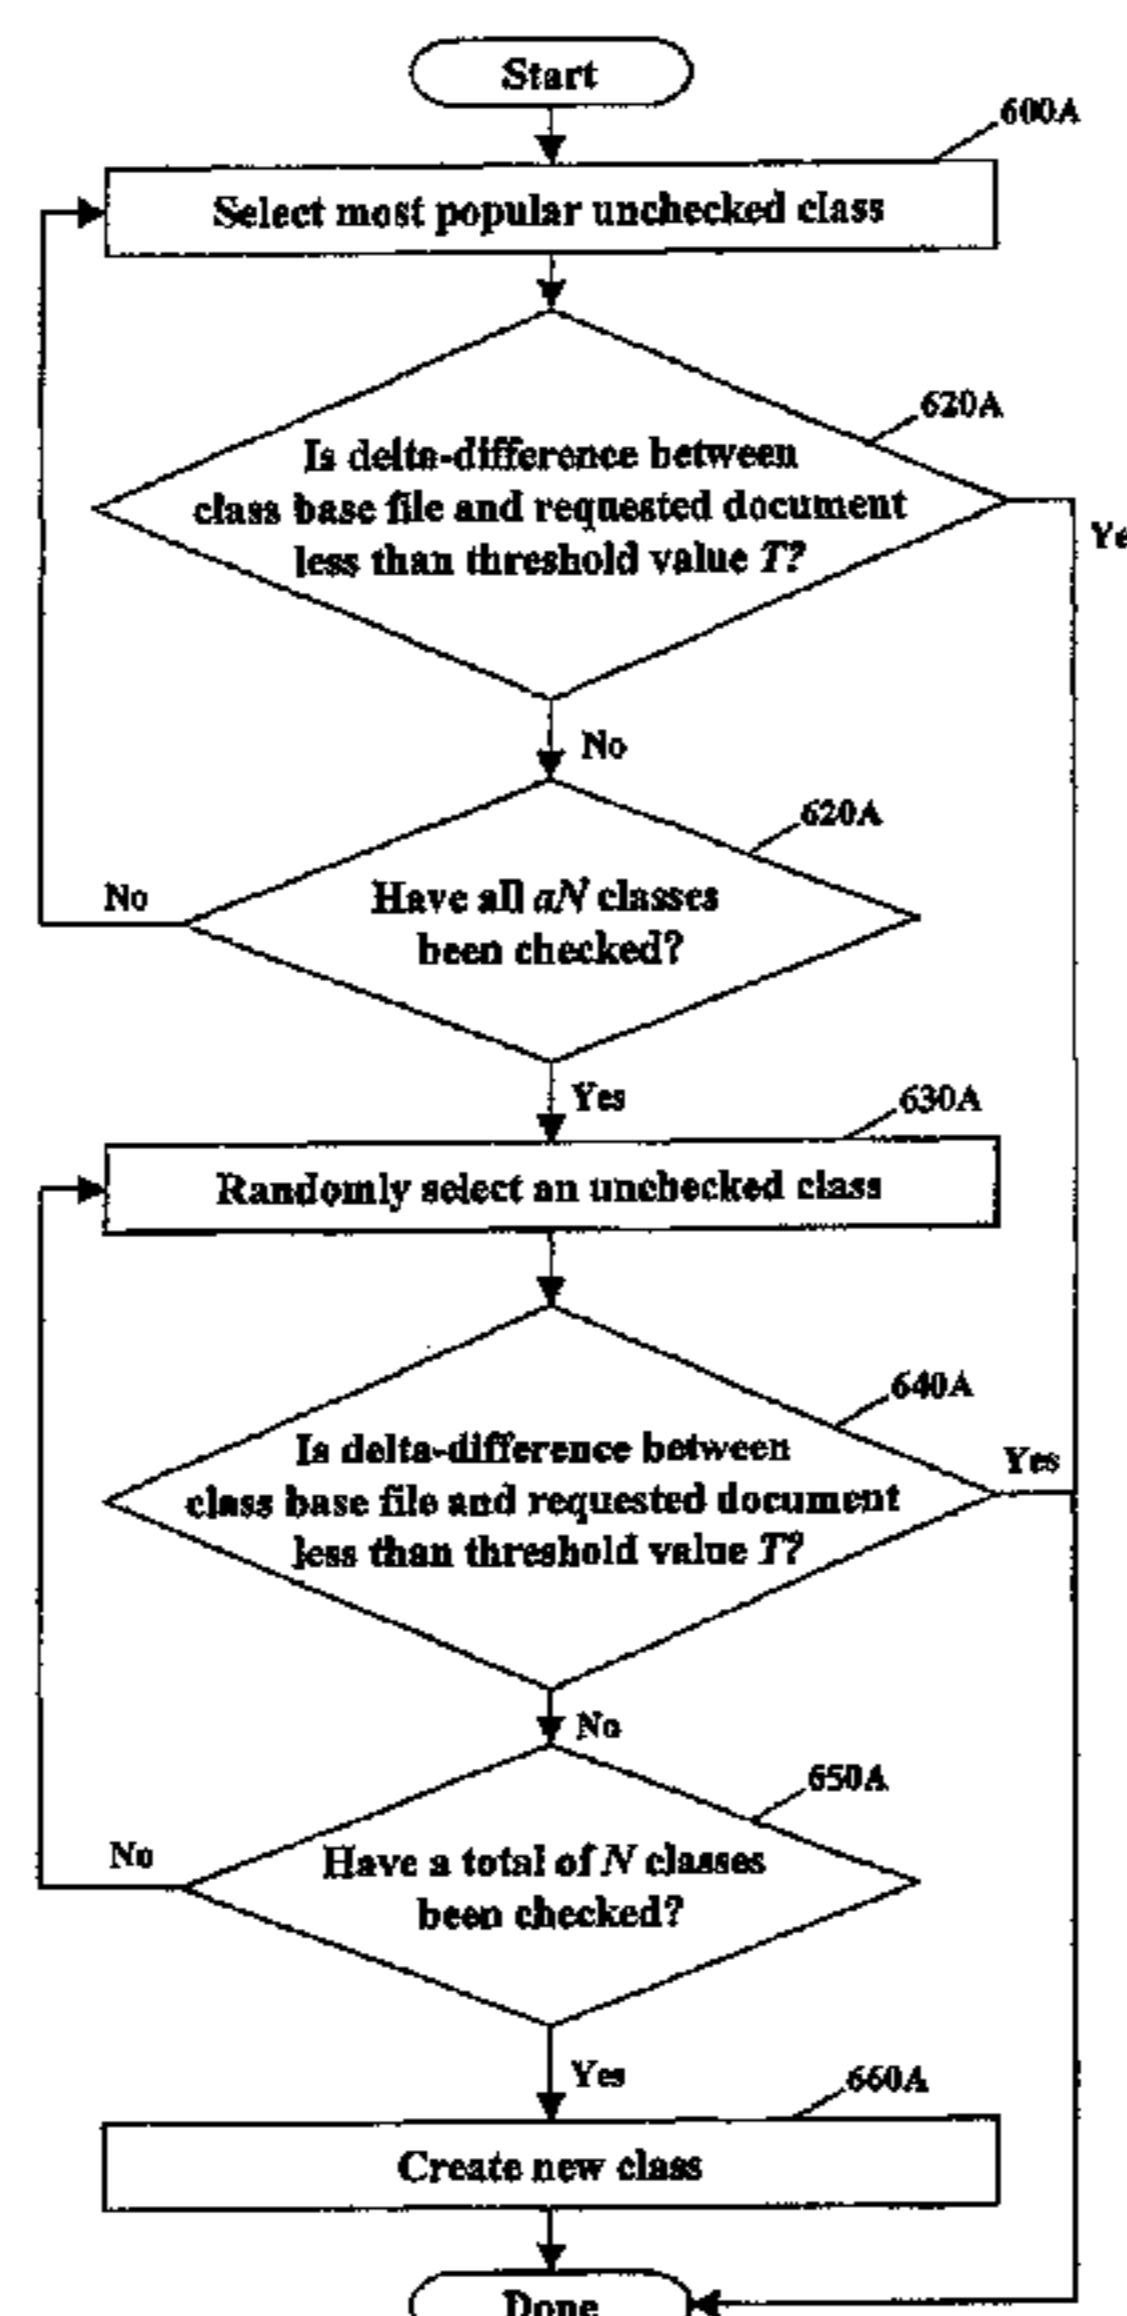 Start
600A
Select most popular unchecked class
620A
Is delta-difference between
class base file and requested document
less than threshold value T?
Ye
No
620A
Have all aN classes
been checked?
No
Yes
630A
Randomly select an unchecked class
640A
Is delta-difference between
class base file and requested document
less than threshold value T?
Yes
No
650A
Have a total of N classes
been checked?
No
Yes
660A
Create new class
Done